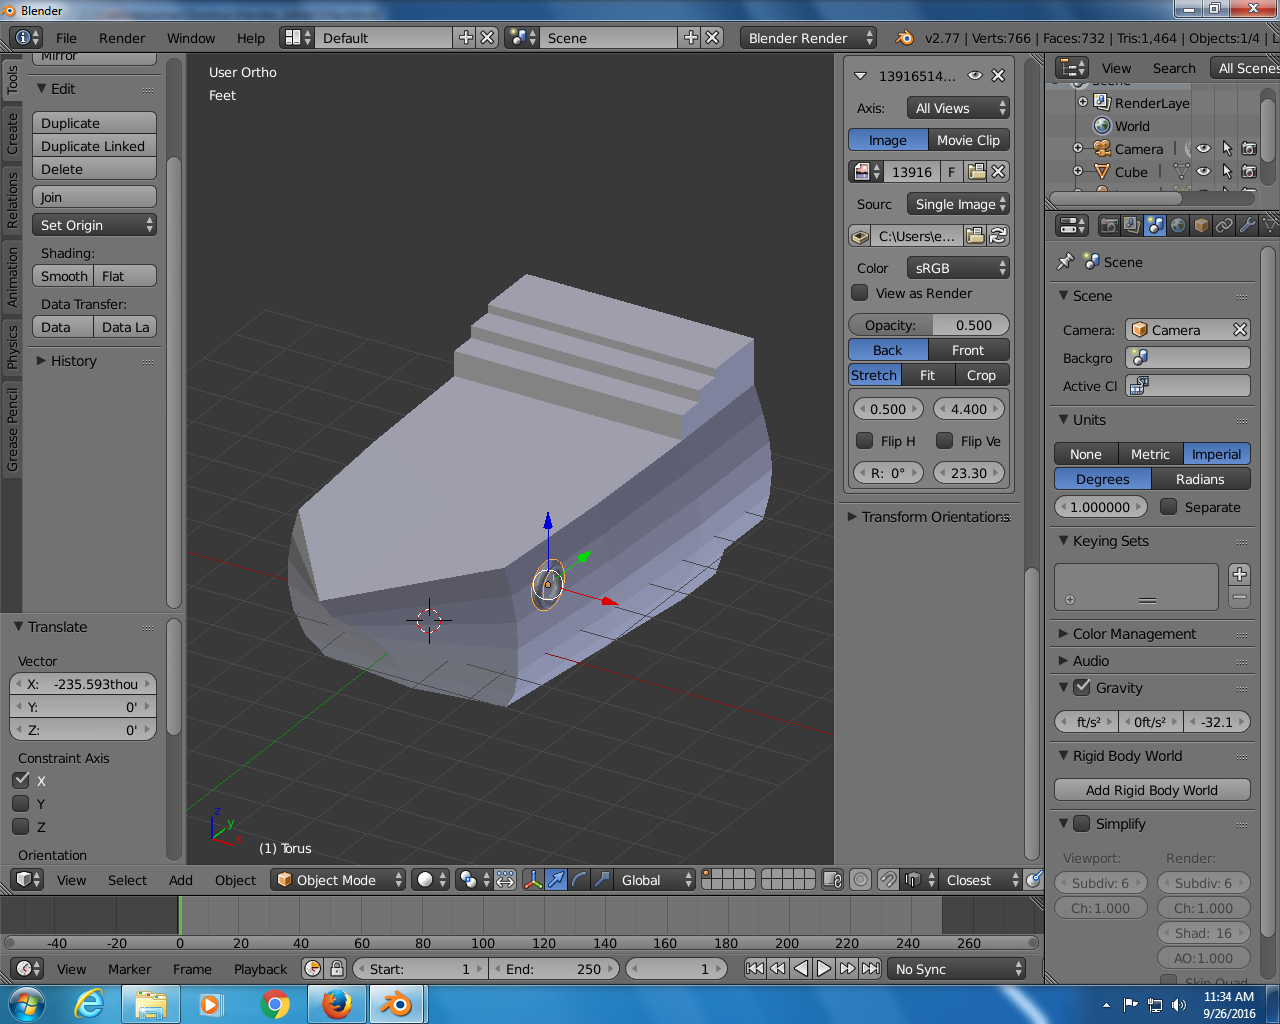 Blender
File Render Window Help Default Scene Blender Render v2.77 | Verts:766 | Faces:732 | Tris:1,464 | Objects:1/4 | L
Mirror
Edit
Duplicate
Duplicate Linked
Delete
Join
Set Origin
Shading:
Smooth Flat
Data Transfer:
Data Data La
History
Tools
Create
Relations
Animation
Physics
Grease Pencil
Translate
Vector
X: -235.593thou
Y: 0'
Z: 0'
Constraint Axis
X
Y
Z
Orientation
User Ortho
Feet
z
y
x
(1) Torus
13916514...
Axis: All Views
Image Movie Clip
13916 F
Sourc Single Image
C:\Users\e...
Color sRGB
View as Render
Opacity: 0.500
Back Front
Stretch Fit Crop
0.500 4.400
Flip H Flip Ve
R: 0° 23.30
Transform Orientations
View Search All Scenes
Scene
RenderLaye
World
Camera
Cube
Scene
Scene
Camera: Camera
Backgro
Active Cl
Units
None Metric Imperial
Degrees Radians
1.000000 Separate
Keying Sets
Color Management
Audio
Gravity
ft/s² 0ft/s² -32.1
Rigid Body World
Add Rigid Body World
Simplify
Viewport: Render:
Subdiv: 6 Subdiv: 6
Ch: 1.000 Ch: 1.000
Shad: 16
AO: 1.000
Skip Quad
View Select Add Object Object Mode Global Closest
-40 -20 0 20 40 60 80 100 120 140 160 180 200 220 240 260
View Marker Frame Playback Start: 1 End: 250 1 No Sync
11:34 AM
9/26/2016